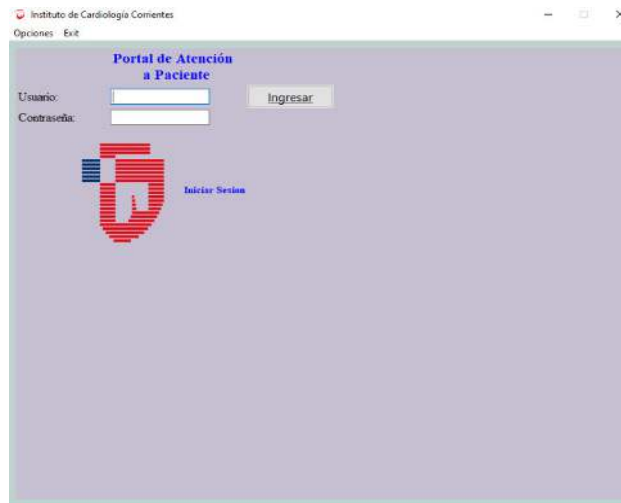 Instituto de Cardiología Corrientes
Opciones Exit
Portal de Atención
a Paciente
Usuario:
Ingresar
Contraseña:
Iniciar Sesion